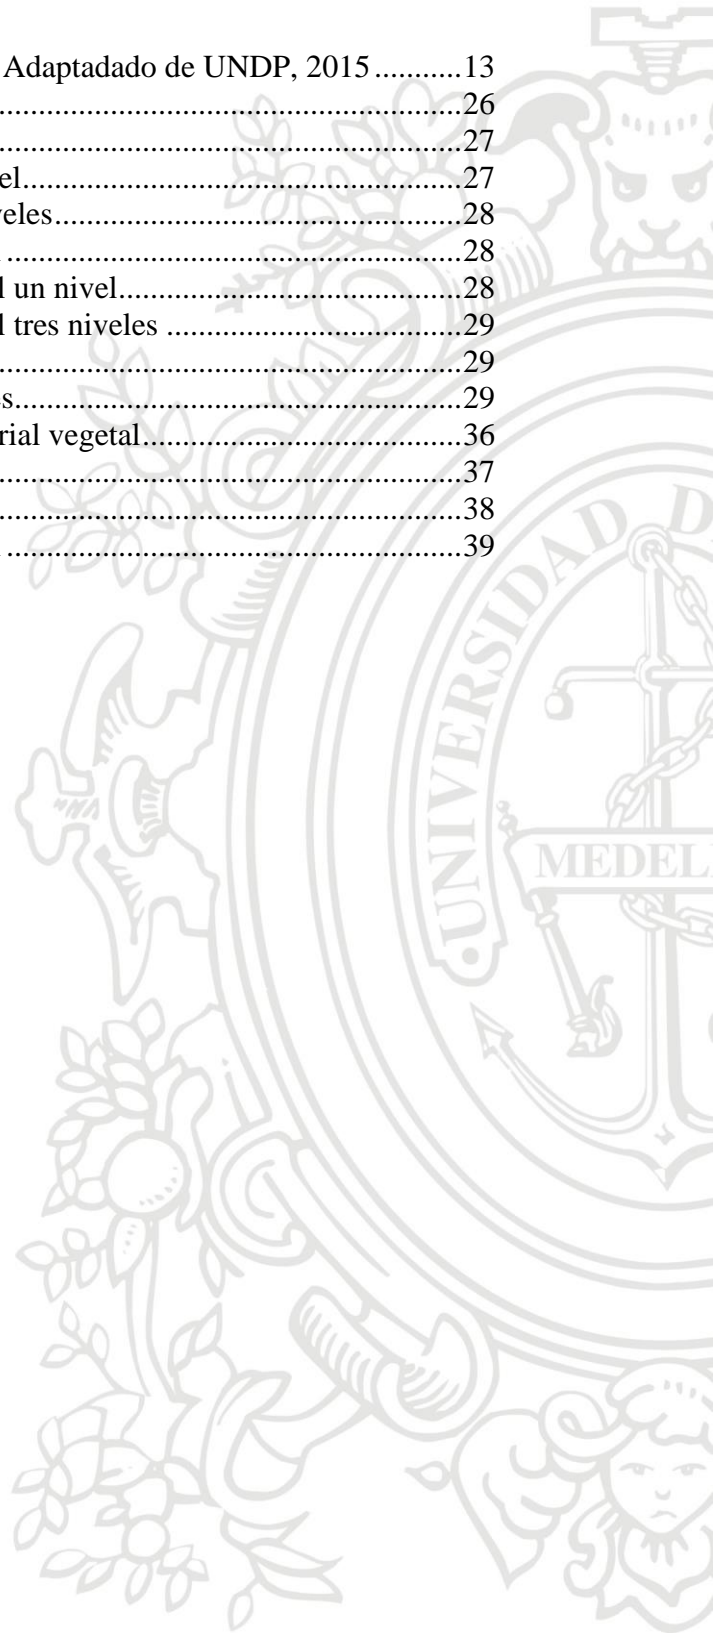 Adaptadado de UNDP, 2015...........13
..........................................................26
..........................................................27
el.......................................................27
veles...................................................28
..........................................................28
l un nivel...........................................28
l tres niveles .....................................29
..........................................................29
s........................................................29
rial vegetal........................................36
..........................................................37
..........................................................38
..........................................................39
UNIVERSIDAD D
MEDEL